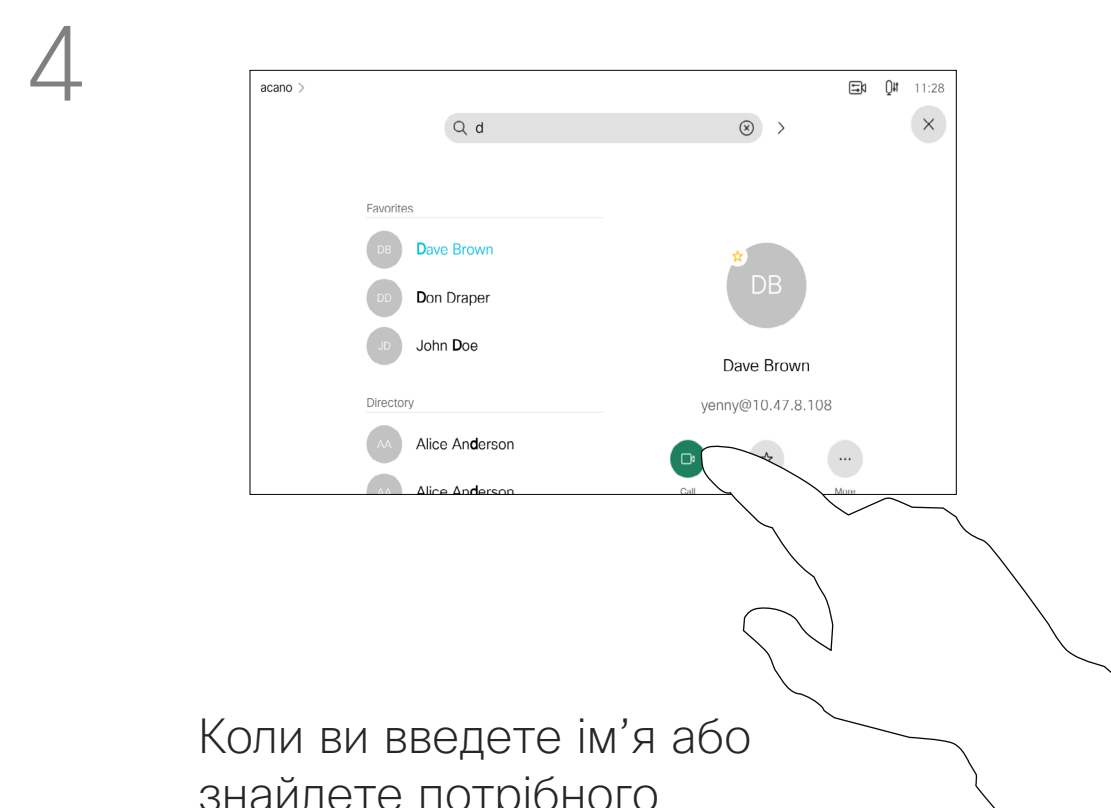 4
acano >
11:28
d
Favorites
DB Dave Brown
DD Don Draper
JD John Doe
DB
Dave Brown
yenny@10.47.8.108
Directory
AA Alice Anderson
AA Alice Anderson
Call
More
Коли ви введете ім’я або
знайдете потрібного